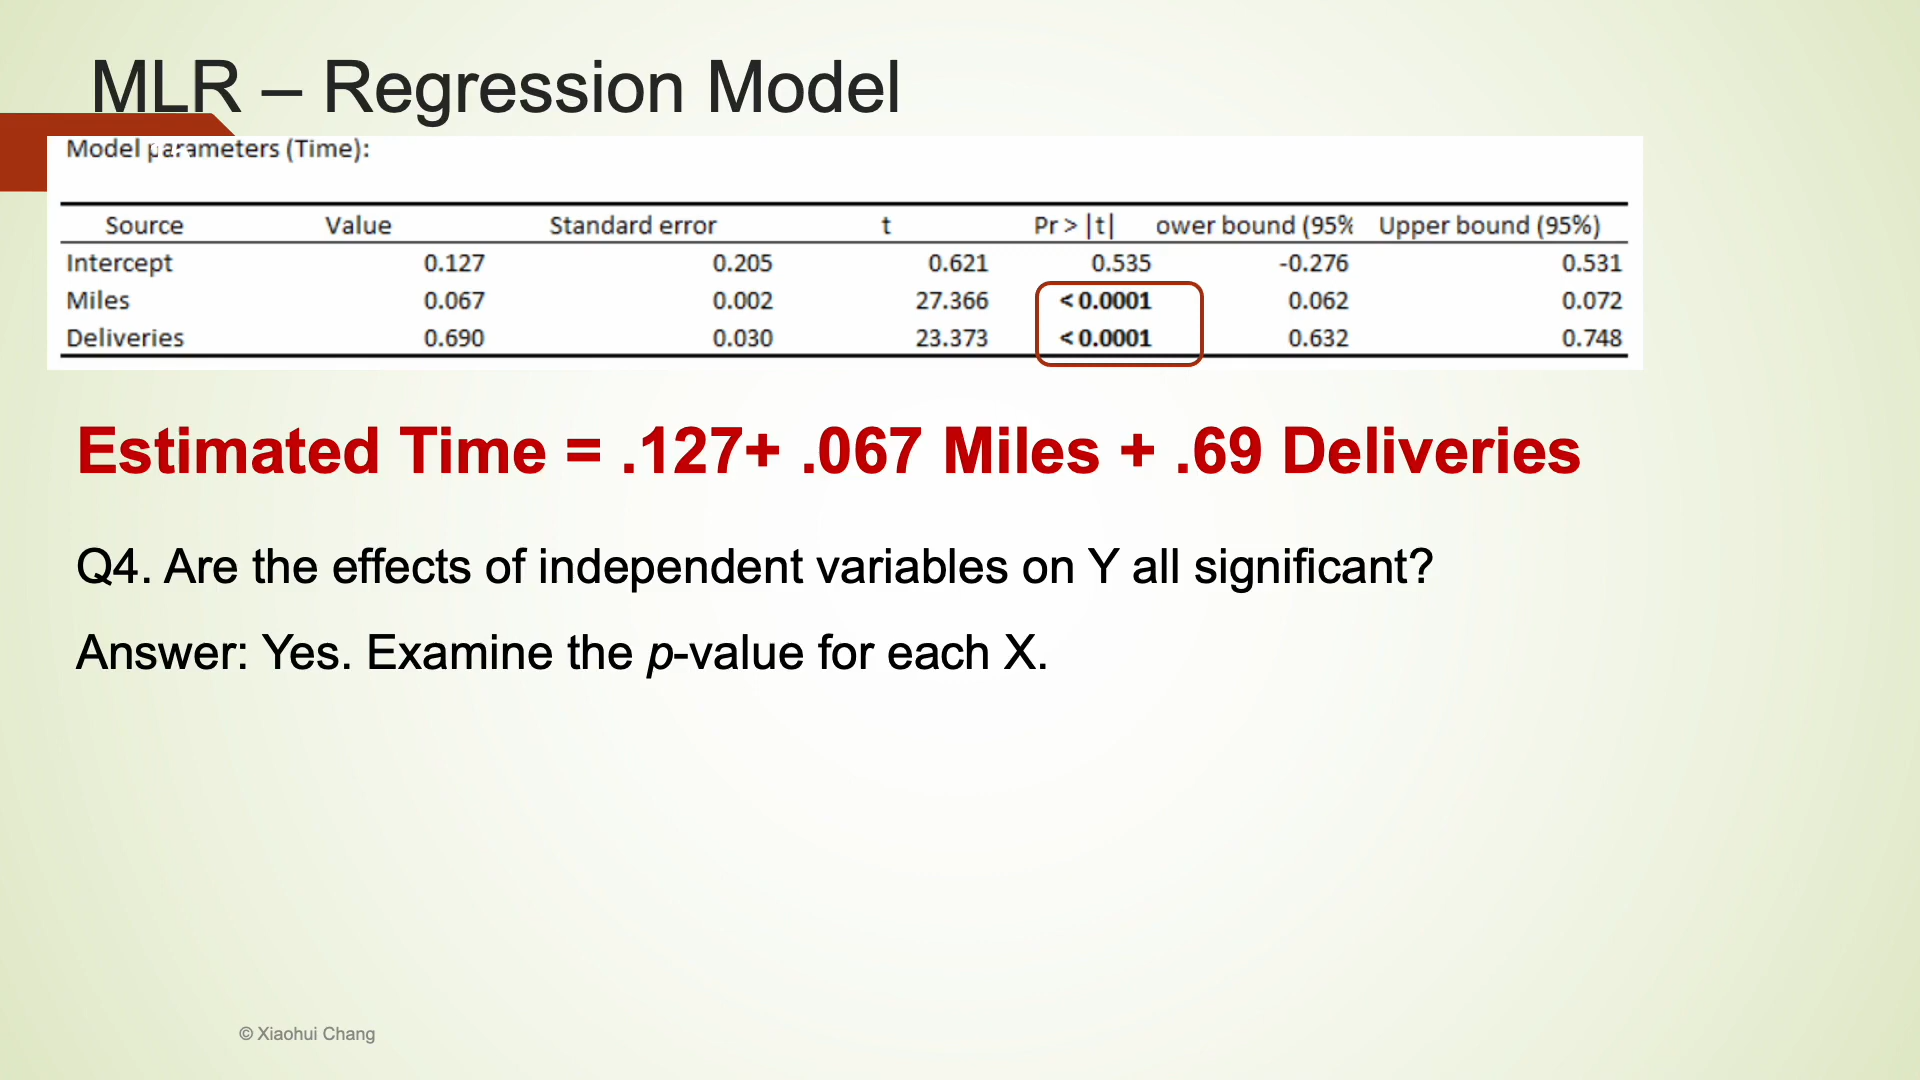 MLR – Regression Model
Model parameters (Time):
Source Value Standard error t Pr > |t| ower bound (95% Upper bound (95%)
Intercept 0.127 0.205 0.621 0.535 -0.276 0.531
Miles 0.067 0.002 27.366 < 0.0001 0.062 0.072
Deliveries 0.690 0.030 23.373 < 0.0001 0.632 0.748
Estimated Time = .127+ .067 Miles + .69 Deliveries
Q4. Are the effects of independent variables on Y all significant?
Answer: Yes. Examine the p-value for each X.
© Xiaohui Chang